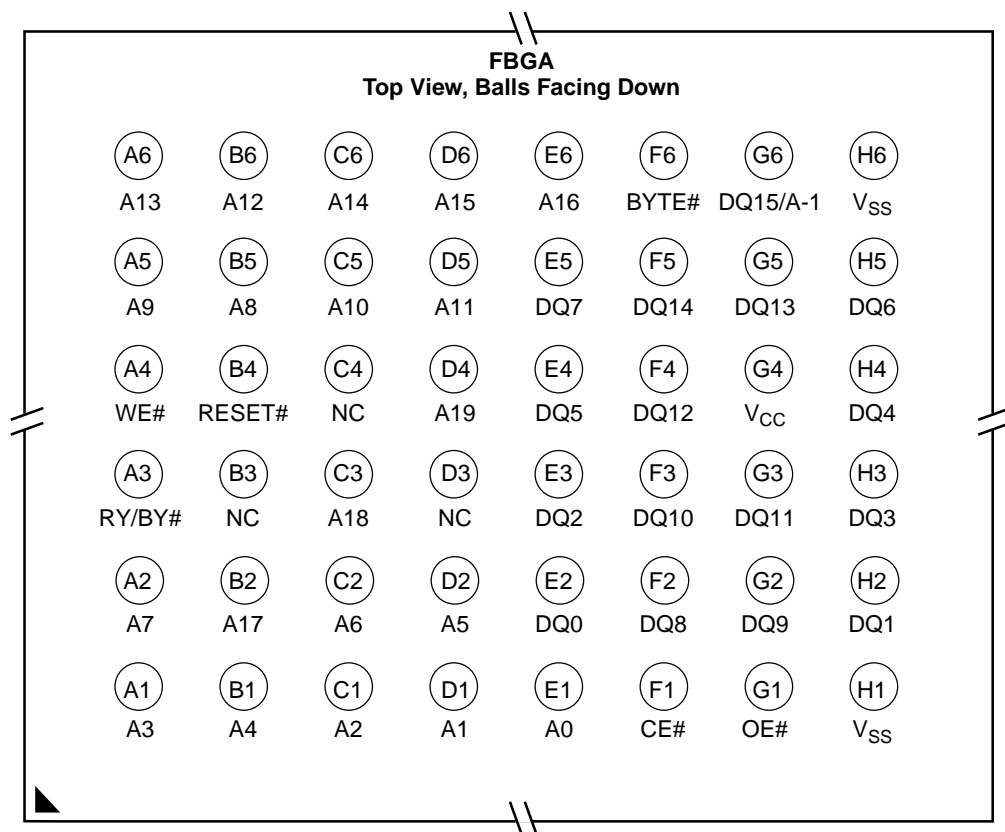 FBGA
Top View, Balls Facing Down
A6 B6 C6 D6 E6 F6 G6 H6
A13 A12 A14 A15 A16 BYTE# DQ15/A-1 VSS
A5 B5 C5 D5 E5 F5 G5 H5
A9 A8 A10 A11 DQ7 DQ14 DQ13 DQ6
A4 B4 C4 D4 E4 F4 G4 H4
WE# RESET# NC A19 DQ5 DQ12 VCC DQ4
A3 B3 C3 D3 E3 F3 G3 H3
RY/BY# NC A18 NC DQ2 DQ10 DQ11 DQ3
A2 B2 C2 D2 E2 F2 G2 H2
A7 A17 A6 A5 DQ0 DQ8 DQ9 DQ1
A1 B1 C1 D1 E1 F1 G1 H1
A3 A4 A2 A1 A0 CE# OE# VSS